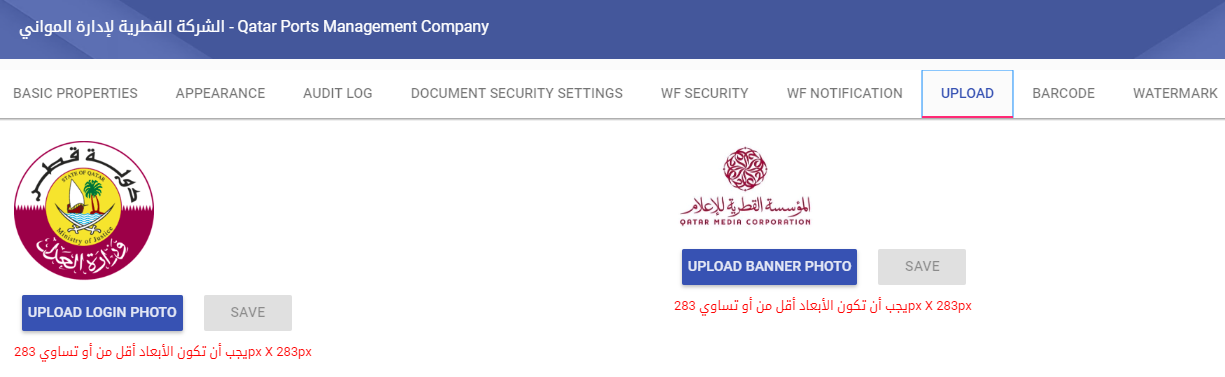 الشركة القطرية لإدارة المواني - Qatar Ports Management Company
BASIC PROPERTIES APPEARANCE AUDIT LOG DOCUMENT SECURITY SETTINGS WF SECURITY WF NOTIFICATION UPLOAD BARCODE WATERMARK
دولة قطر
STATE OF QATAR
Ministry of Justice
وزارة العدل
UPLOAD LOGIN PHOTO SAVE
يجب أن تكون الأبعاد أقل من أو تساوي 283px X 283px
المؤسسة القطرية للإعلام
QATAR MEDIA CORPORATION
UPLOAD BANNER PHOTO SAVE
يجب أن تكون الأبعاد أقل من أو تساوي 283px X 283px